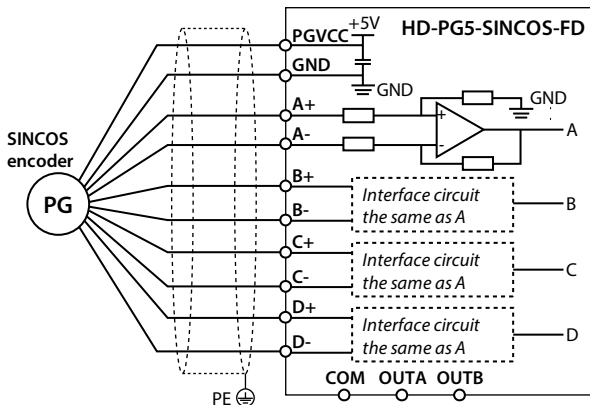 +5V
HD-PG5-SINCOS-FD
PGVCC
GND
GND
A+
GND
A
A-
SINCOS
encoder
PG
B+
Interface circuit
the same as A
B
B-
C+
Interface circuit
the same as A
C
C-
D+
Interface circuit
the same as A
D
D-
COM OUTA OUTB
PE
+
-